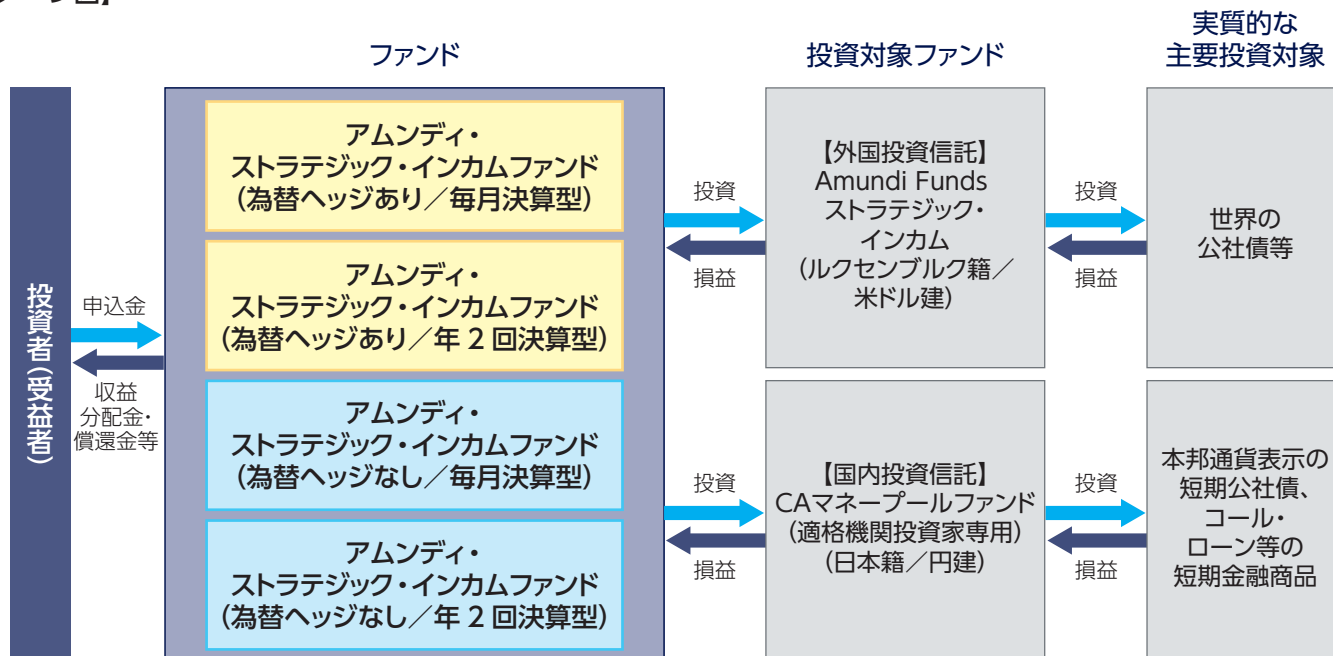 ファンド
投資対象ファンド
実質的な
主要投資対象
投資者（受益者）
申込金
収益
分配金・
償還金等
アムンディ・
ストラテジック・インカムファンド
（為替ヘッジあり／毎月決算型）
アムンディ・
ストラテジック・インカムファンド
（為替ヘッジあり／年 2 回決算型）
アムンディ・
ストラテジック・インカムファンド
（為替ヘッジなし／毎月決算型）
アムンディ・
ストラテジック・インカムファンド
（為替ヘッジなし／年 2 回決算型）
投資
損益
【外国投資信託】
Amundi Funds
ストラテジック・
インカム
（ルクセンブルク籍／
米ドル建）
投資
損益
世界の
公社債等
投資
損益
【国内投資信託】
CAマネープールファンド
（適格機関投資家専用）
（日本籍／円建）
投資
損益
本邦通貨表示の
短期公社債、
コール・
ローン等の
短期金融商品